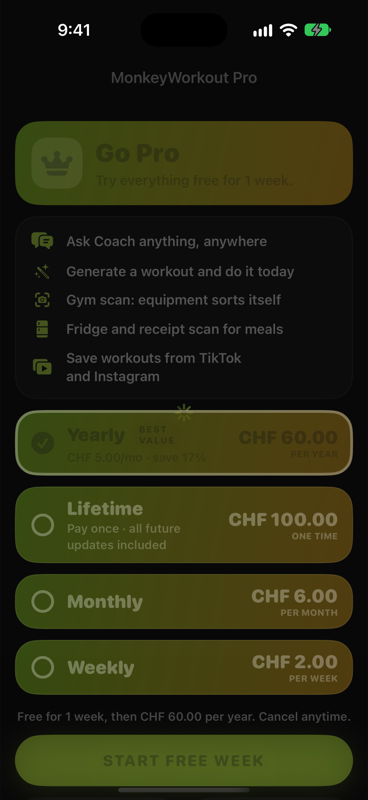 9:41
MonkeyWorkout Pro
Go Pro
Try everything free for 1 week.
Ask Coach anything, anywhere
Generate a workout and do it today
Gym scan: equipment sorts itself
Fridge and receipt scan for meals
Save workouts from TikTok
and Instagram
Yearly BEST VALUE CHF 60.00
CHF 5.00/mo · save 17% PER YEAR
Lifetime CHF 100.00
Pay once · all future
updates included ONE TIME
Monthly CHF 6.00
PER MONTH
Weekly CHF 2.00
PER WEEK
Free for 1 week, then CHF 60.00 per year. Cancel anytime.
START FREE WEEK